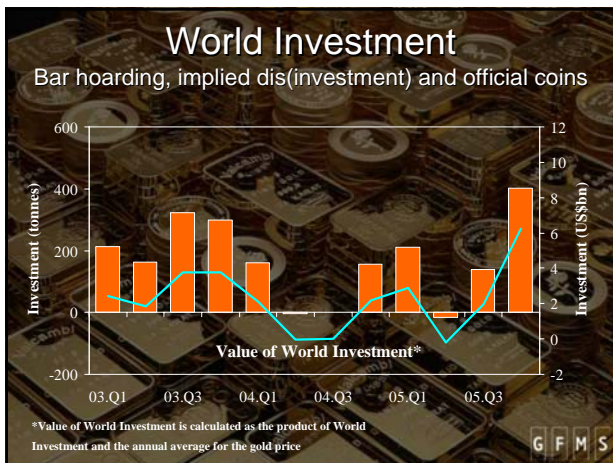 World Investment
Bar hoarding, implied dis(investment) and official coins
600
400
200
0
-200
Investment (tonnes)
12
10
8
6
4
2
0
-2
Investment (US$bn)
Value of World Investment*
03.Q1 03.Q3 04.Q1 04.Q3 05.Q1 05.Q3
*Value of World Investment is calculated as the product of World
Investment and the annual average for the gold price
GFMS